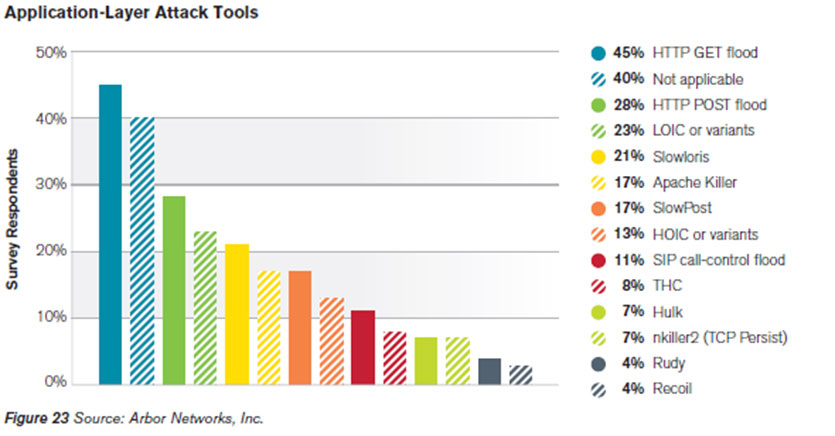 Application-Layer Attack Tools
50%
40%
30%
20%
10%
0%
Survey Respondents
45% HTTP GET flood
40% Not applicable
28% HTTP POST flood
23% LOIC or variants
21% Slowloris
17% Apache Killer
17% SlowPost
13% HOIC or variants
11% SIP call-control flood
8% THC
7% Hulk
7% nkiller2 (TCP Persist)
4% Rudy
4% Recoil
Figure 23 Source: Arbor Networks, Inc.